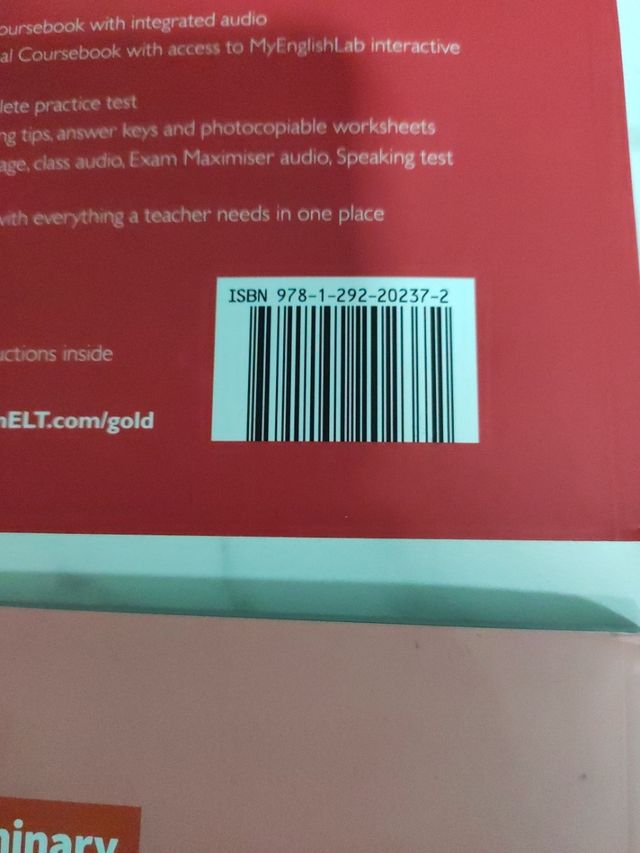 oursebook with integrated audio
al Coursebook with access to MyEnglishLab interactive
lete practice test
ng tips, answer keys and photocopiable worksheets
age, class audio, Exam Maximiser audio, Speaking test
with everything a teacher needs in one place
ISBN 978-1-292-20237-2
uctions inside
nELT.com/gold
minary